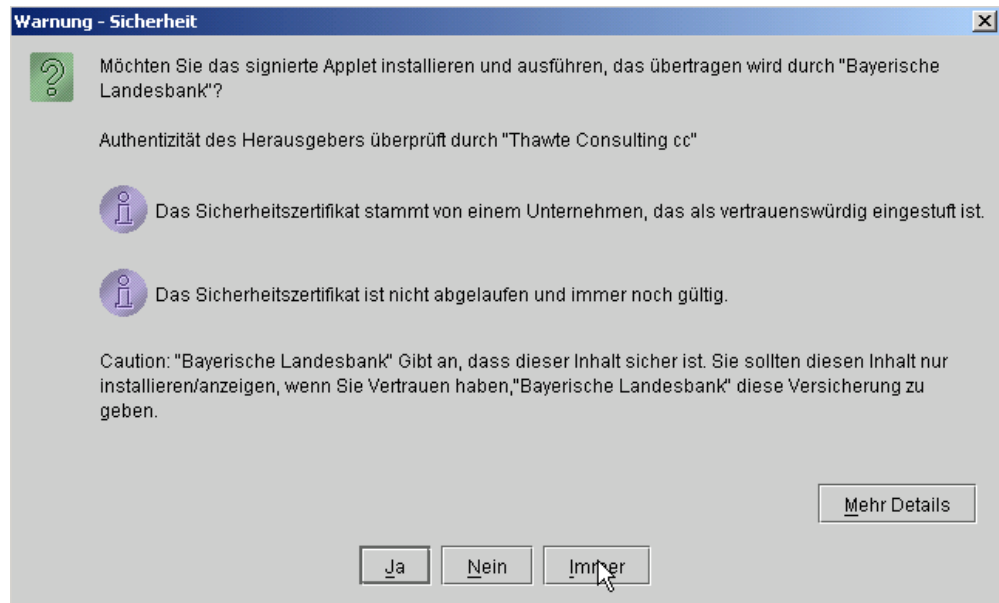 Warnung - Sicherheit
Möchten Sie das signierte Applet installieren und ausführen, das übertragen wird durch "Bayerische
Landesbank"?
Authentizität des Herausgebers überprüft durch "Thawte Consulting cc"
Das Sicherheitszertifikat stammt von einem Unternehmen, das als vertrauenswürdig eingestuft ist.
Das Sicherheitszertifikat ist nicht abgelaufen und immer noch gültig.
Caution: "Bayerische Landesbank" Gibt an, dass dieser Inhalt sicher ist. Sie sollten diesen Inhalt nur
installieren/anzeigen, wenn Sie Vertrauen haben,"Bayerische Landesbank" diese Versicherung zu
geben.
Mehr Details
Ja Nein Immer